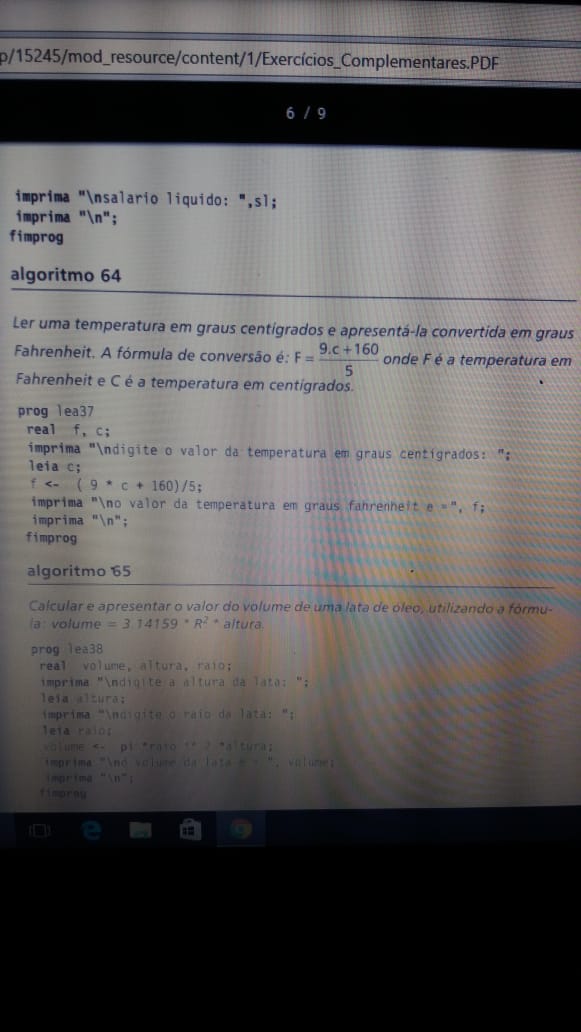 p/15245/mod_resource/content/1/Exercícios_Complementares.PDF
6 / 9
imprima "\nsalario liquido: ",sl;
imprima "\n";
fimprog
algoritmo 64
Ler uma temperatura em graus centígrados e apresentá-la convertida em graus
Fahrenheit. A fórmula de conversão é: F = 9.c+160 / 5 onde F é a temperatura em
Fahrenheit e C é a temperatura em centígrados.
prog lea37
real f, c;
imprima "\ndigite o valor da temperatura em graus centigrados: ";
leia c;
f <- ( 9 * c + 160)/5;
imprima "\no valor da temperatura em graus fahrenheit e =", f;
imprima "\n";
fimprog
algoritmo 65
Calcular e apresentar o valor do volume de uma lata de óleo, utilizando a fórmu-
la: volume = 3.14159 * R² * altura.
prog lea38
real volume, altura, raio;
imprima "\ndigite a altura da lata: ";
leia altura;
imprima "\ndigite o raio da lata: ";
leia raio;
volume <- pi *raio ** 2 *altura;
imprima "\no volume da lata e = ", volume;
imprima "\n";
fimprog